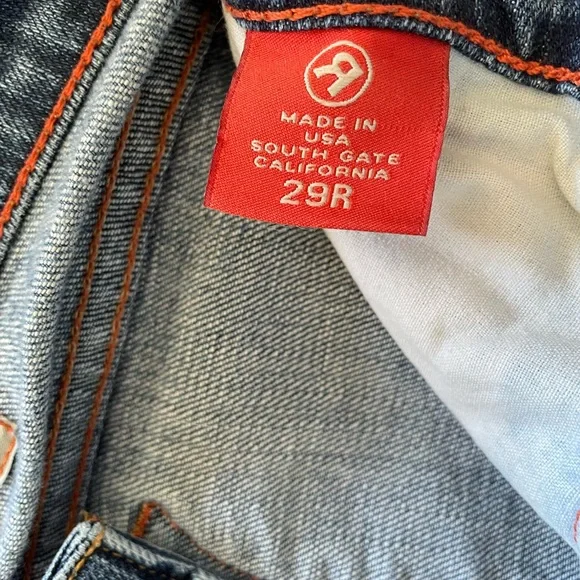 R
MADE IN
USA
SOUTH GATE
CALIFORNIA
29R